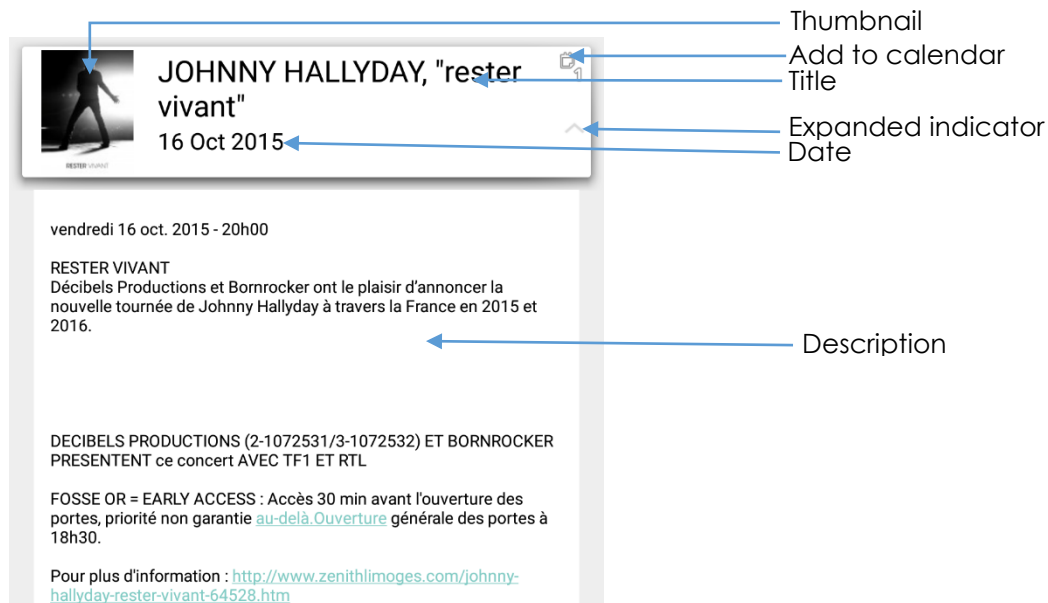 Thumbnail
Add to calendar
Title
Expanded indicator
Date
Description
JOHNNY HALLYDAY, "rester
vivant"
16 Oct 2015
1
RESTER VIVANT
vendredi 16 oct. 2015 - 20h00
RESTER VIVANT
Décibels Productions et Bornrocker ont le plaisir d'annoncer la
nouvelle tournée de Johnny Hallyday à travers la France en 2015 et
2016.
DECIBELS PRODUCTIONS (2-1072531/3-1072532) ET BORNROCKER
PRESENTENT ce concert AVEC TF1 ET RTL
FOSSE OR = EARLY ACCESS : Accès 30 min avant l'ouverture des
portes, priorité non garantie au-delà.Ouverture générale des portes à
18h30.
Pour plus d'information : http://www.zenithlimoges.com/johnny-
hallyday-rester-vivant-64528.htm